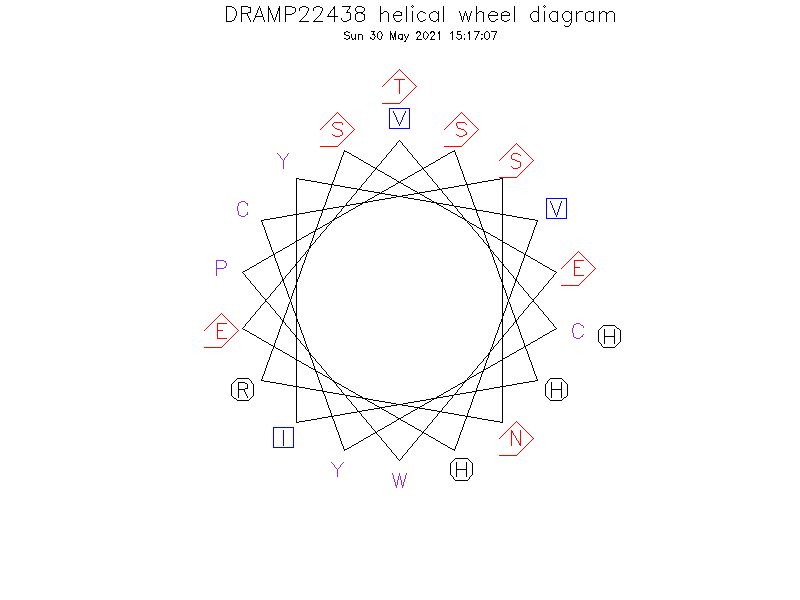 DRAMP22438 helical wheel diagram
Sun 30 May 2021 15:17:07
T
V
S S
Y S
C V
P E
E C H
R H
I N
Y H
W